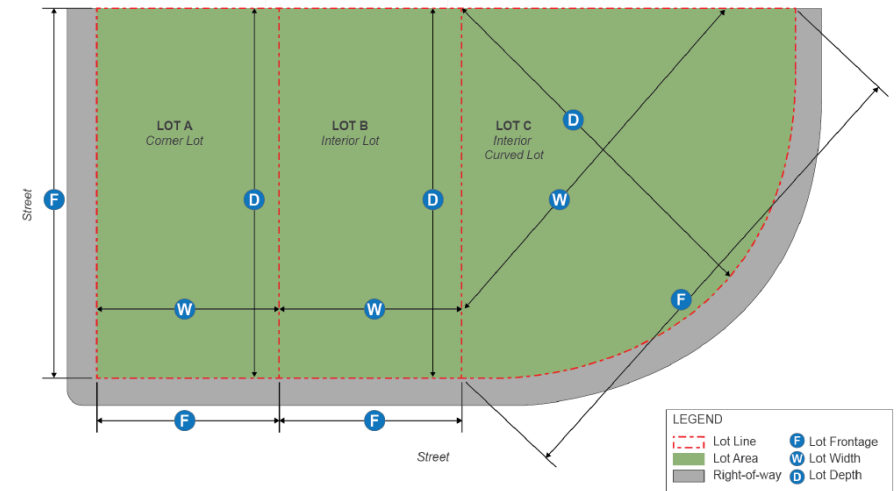 LOT A
Corner Lot
LOT B
Interior Lot
LOT C
Interior
Curved Lot
D
F
D
D
W
Street
W
W
F
F
F
Street
LEGEND
Lot Line
Lot Area
Right-of-way
F Lot Frontage
W Lot Width
D Lot Depth